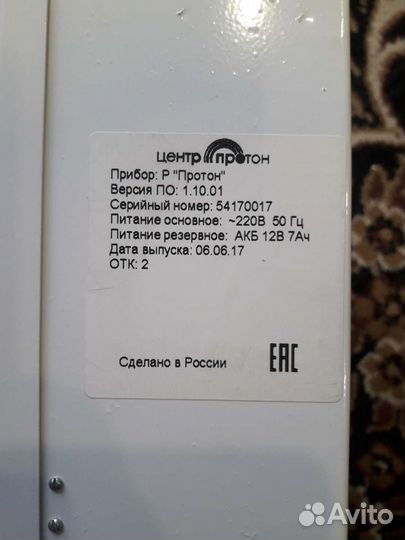 центр протон
Прибор: Р "Протон"
Версия ПО: 1.10.01
Серийный номер: 54170017
Питание основное: ~220В 50 Гц
Питание резервное: АКБ 12В 7Ач
Дата выпуска: 06.06.17
ОТК: 2
Сделано в России
EAC
Avito